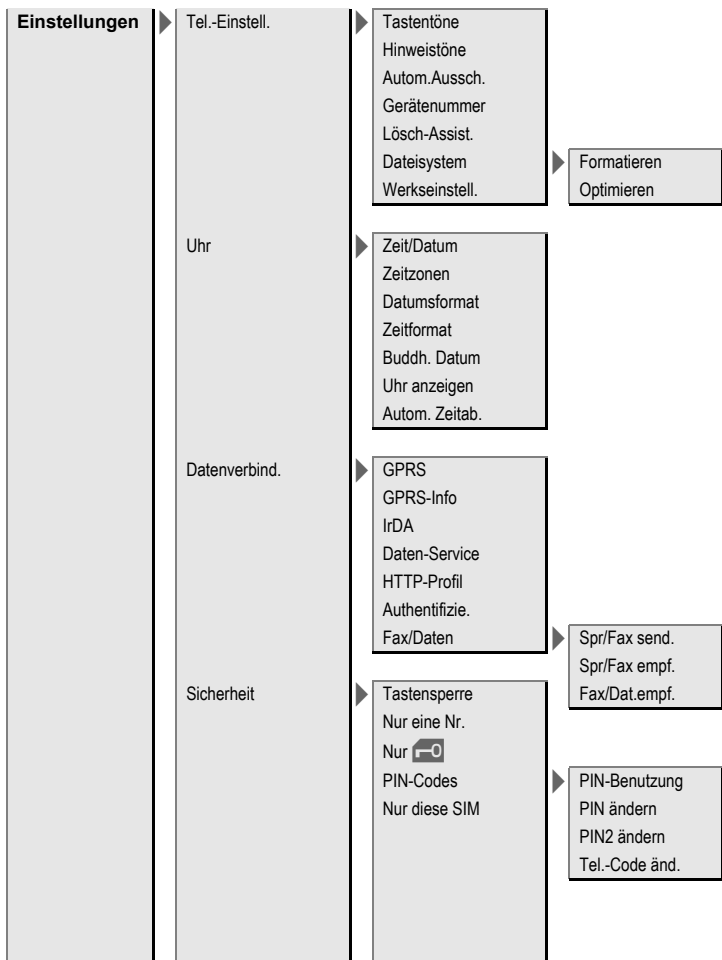 Einstellungen
Tel.-Einstell.
Tastentöne
Hinweistöne
Autom.Aussch.
Gerätenummer
Lösch-Assist.
Dateisystem
Formatieren
Werkseinstell.
Optimieren
Uhr
Zeit/Datum
Zeitzonen
Datumsformat
Zeitformat
Buddh. Datum
Uhr anzeigen
Autom. Zeitab.
Datenverbind.
GPRS
GPRS-Info
IrDA
Daten-Service
HTTP-Profil
Authentifizie.
Fax/Daten
Spr/Fax send.
Spr/Fax empf.
Fax/Dat.empf.
Sicherheit
Tastensperre
Nur eine Nr.
Nur
PIN-Codes
PIN-Benutzung
Nur diese SIM
PIN ändern
PIN2 ändern
Tel.-Code änd.